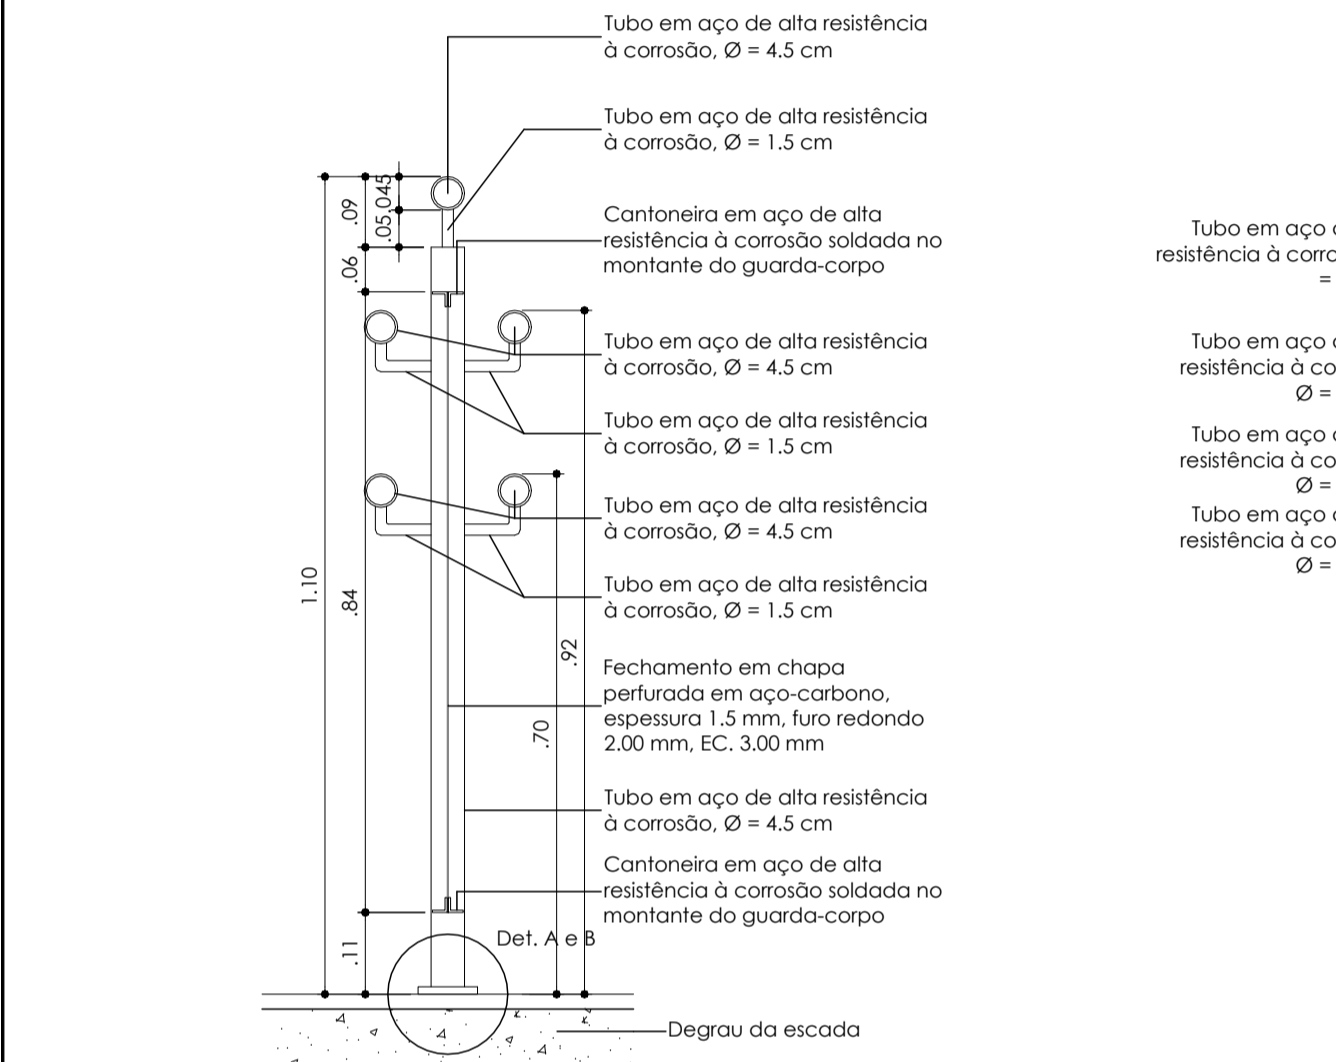 Tubo em aço de alta resistência
à corrosão, Ø = 4.5 cm
Tubo em aço de alta resistência
à corrosão, Ø = 1.5 cm
Cantoneira em aço de alta
resistência à corrosão soldada no
montante do guarda-corpo
Tubo em aço de alta resistência
à corrosão, Ø = 4.5 cm
Tubo em aço de alta resistência
à corrosão, Ø = 1.5 cm
Tubo em aço de alta resistência
à corrosão, Ø = 4.5 cm
Tubo em aço de alta resistência
à corrosão, Ø = 1.5 cm
Fechamento em chapa
perfurada em aço-carbono,
espessura 1.5 mm, furo redondo
2.00 mm, EC. 3.00 mm
Tubo em aço de alta resistência
à corrosão, Ø = 4.5 cm
Cantoneira em aço de alta
resistência à corrosão soldada no
montante do guarda-corpo
Det. A e B
Degrau da escada
1.10
.09
.06
.84
.11
.045
.05
.92
.70
Tubo em aço
resistência à
=
Tubo em aço
resistência à
Ø =
Tubo em aço
resistência à
Ø =
Tubo em aço
resistência à
Ø =